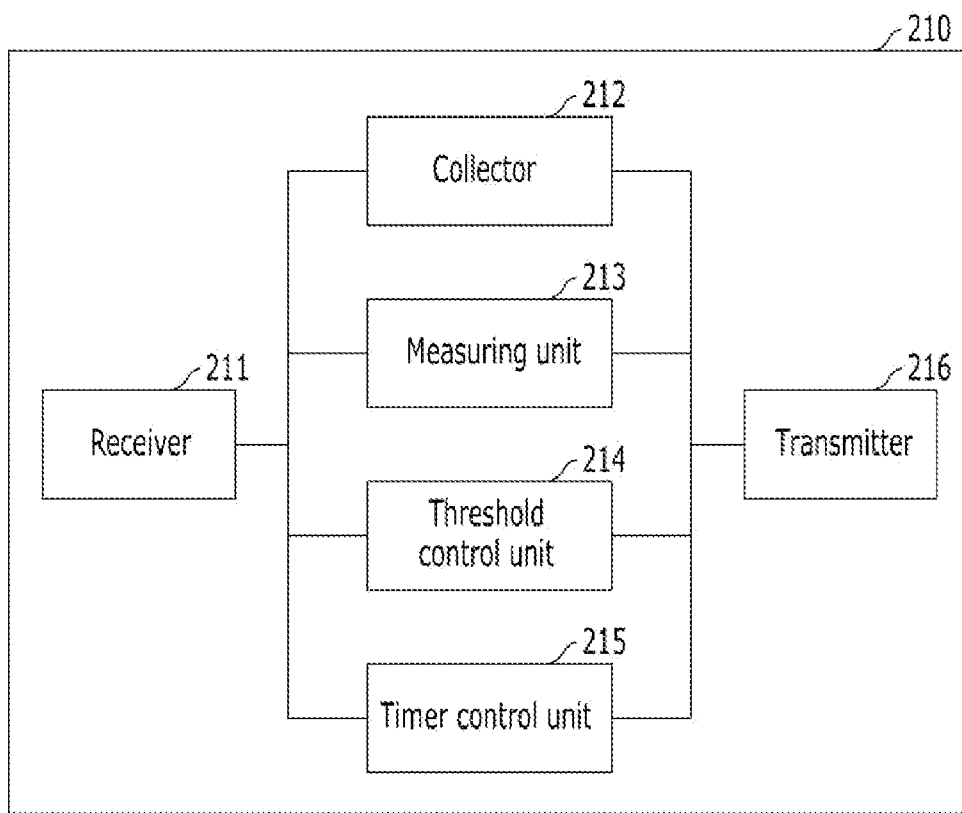 210
212
Collector
213
Measuring unit
211
Receiver
216
Transmitter
214
Threshold
control unit
215
Timer control unit